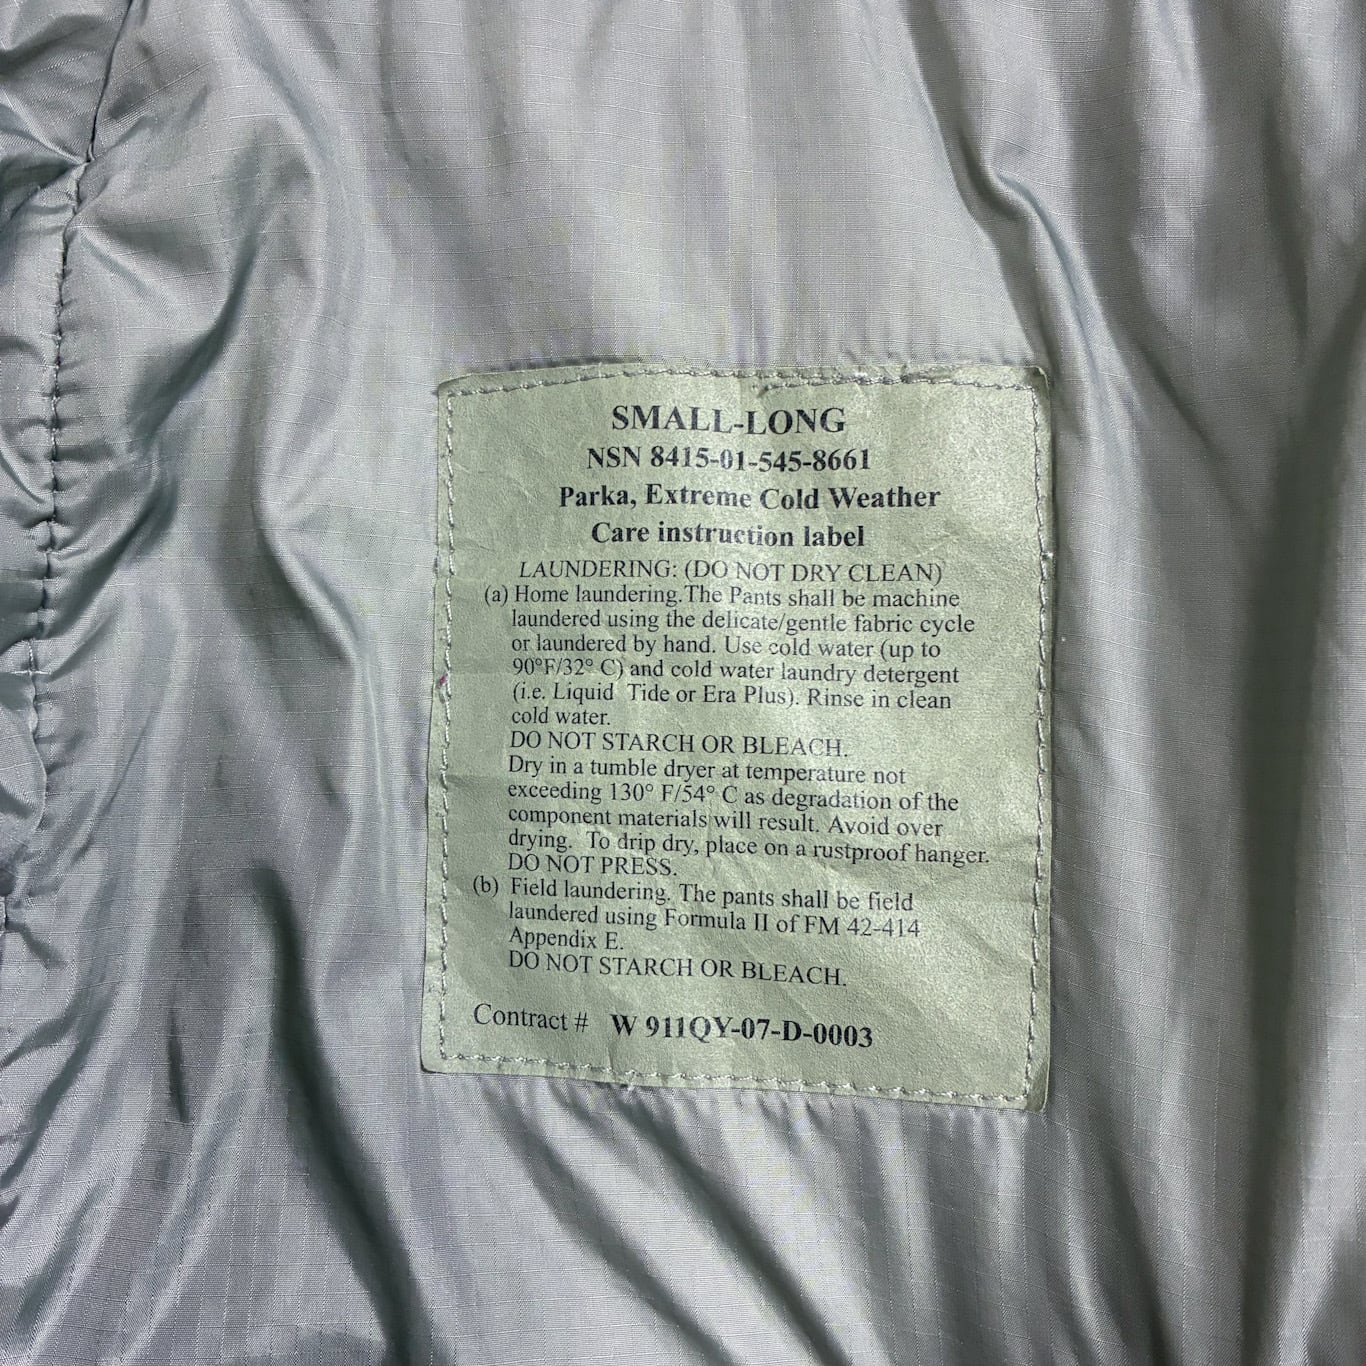 SMALL-LONG
NSN 8415-01-545-8661
Parka, Extreme Cold Weather
Care instruction label
LAUNDERING: (DO NOT DRY CLEAN)
(a) Home laundering.The Pants shall be machine
laundered using the delicate/gentle fabric cycle
or laundered by hand. Use cold water (up to
90°F/32° C) and cold water laundry detergent
(i.e. Liquid Tide or Era Plus). Rinse in clean
cold water.
DO NOT STARCH OR BLEACH.
Dry in a tumble dryer at temperature not
exceeding 130° F/54° C as degradation of the
component materials will result. Avoid over
drying. To drip dry, place on a rustproof hanger.
DO NOT PRESS.
(b) Field laundering. The pants shall be field
laundered using Formula II of FM 42-414
Appendix E.
DO NOT STARCH OR BLEACH.
Contract # W 911QY-07-D-0003